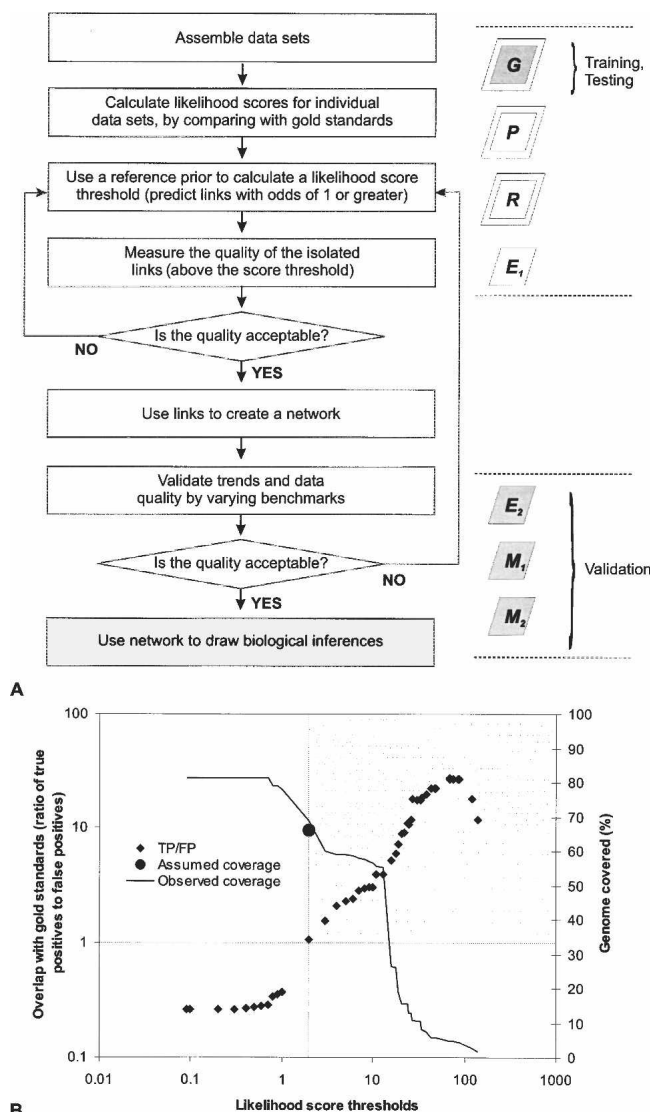 Assemble data sets
Calculate likelihood scores for individual
data sets, by comparing with gold standards
Use a reference prior to calculate a likelihood score
threshold (predict links with odds of 1 or greater)
Measure the quality of the isolated
links (above the score threshold)
Is the quality acceptable?
NO
YES
Use links to create a network
Validate trends and data
quality by varying benchmarks
Is the quality acceptable?
NO
YES
Use network to draw biological inferences
G
Training,
Testing
P
R
E1
E2
M1
M2
Validation
A
Overlap with gold standards (ratio of true
positives to false positives)
100
10
1
0.1
TP/FP
Assumed coverage
Observed coverage
100
90
80
70
60
50
40
30
20
10
0
Genome covered (%)
0.01
0.1
1
10
100
1000
Likelihood score thresholds
B